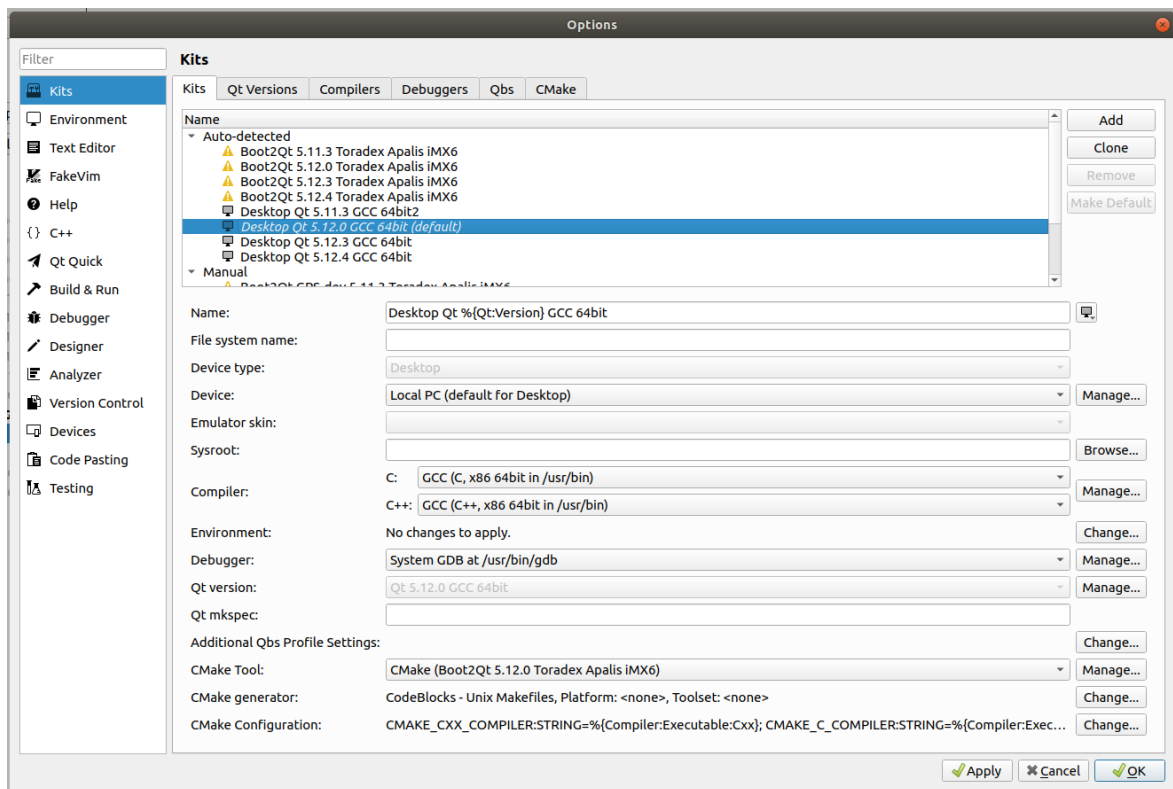 Options
Filter
Kits
Environment
Text Editor
FakeVim
Help
{} C++
Qt Quick
Build & Run
Debugger
Designer
Analyzer
Version Control
Devices
Code Pasting
Testing
Kits
Kits Qt Versions Compilers Debuggers Qbs CMake
Name
Auto-detected
Boot2Qt 5.11.3 Toradex Apalis iMX6
Boot2Qt 5.12.0 Toradex Apalis iMX6
Boot2Qt 5.12.3 Toradex Apalis iMX6
Boot2Qt 5.12.4 Toradex Apalis iMX6
Desktop Qt 5.11.3 GCC 64bit2
Desktop Qt 5.12.0 GCC 64bit (default)
Desktop Qt 5.12.3 GCC 64bit
Desktop Qt 5.12.4 GCC 64bit
Manual
Boot2Qt GPS-dev 5.11.3 Toradex Apalis iMX6
Add
Clone
Remove
Make Default
Name: Desktop Qt %{Qt:Version} GCC 64bit
File system name:
Device type: Desktop
Device: Local PC (default for Desktop) Manage...
Emulator skin:
Sysroot: Browse...
Compiler: C: GCC (C, x86 64bit in /usr/bin) Manage...
C++: GCC (C++, x86 64bit in /usr/bin)
Environment: No changes to apply. Change...
Debugger: System GDB at /usr/bin/gdb Manage...
Qt version: Qt 5.12.0 GCC 64bit Manage...
Qt mkspec:
Additional Qbs Profile Settings: Change...
CMake Tool: CMake (Boot2Qt 5.12.0 Toradex Apalis iMX6) Manage...
CMake generator: CodeBlocks - Unix Makefiles, Platform: <none>, Toolset: <none> Change...
CMake Configuration: CMAKE_CXX_COMPILER:STRING=%{Compiler:Executable:Cxx}; CMAKE_C_COMPILER:STRING=%{Compiler:Exec... Change...
Apply Cancel OK